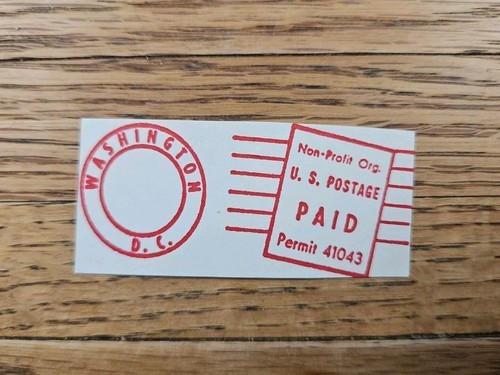 WASHINGTON
D. C.
Non-Profit Org.
U. S. POSTAGE
PAID
Permit 41043